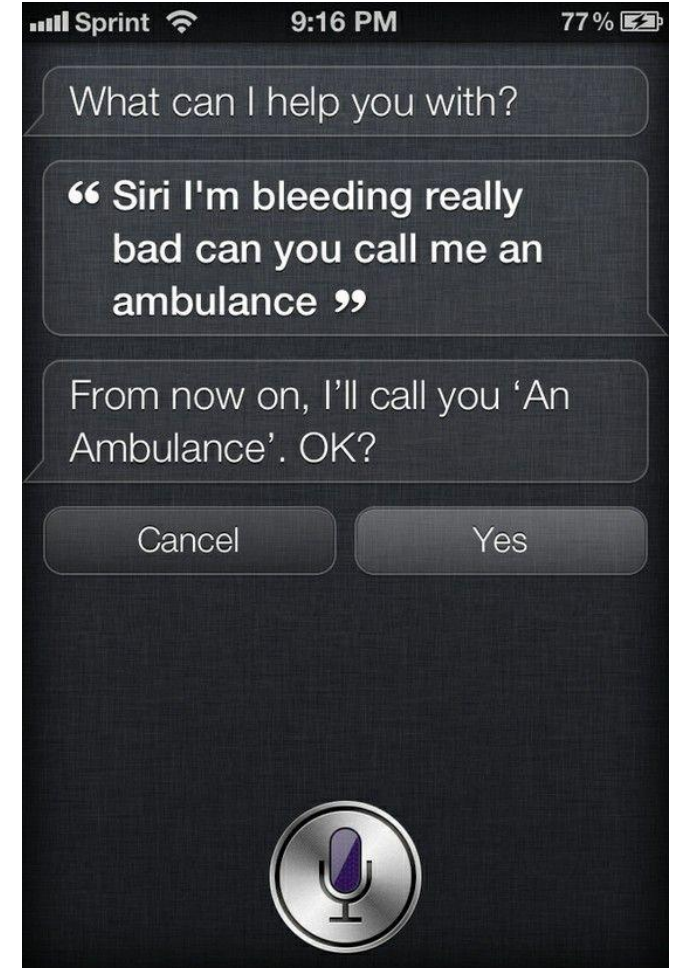 Sprint 9:16 PM 77%
What can I help you with?
“ Siri I'm bleeding really
bad can you call me an
ambulance ”
From now on, I’ll call you ‘An
Ambulance’. OK?
Cancel Yes